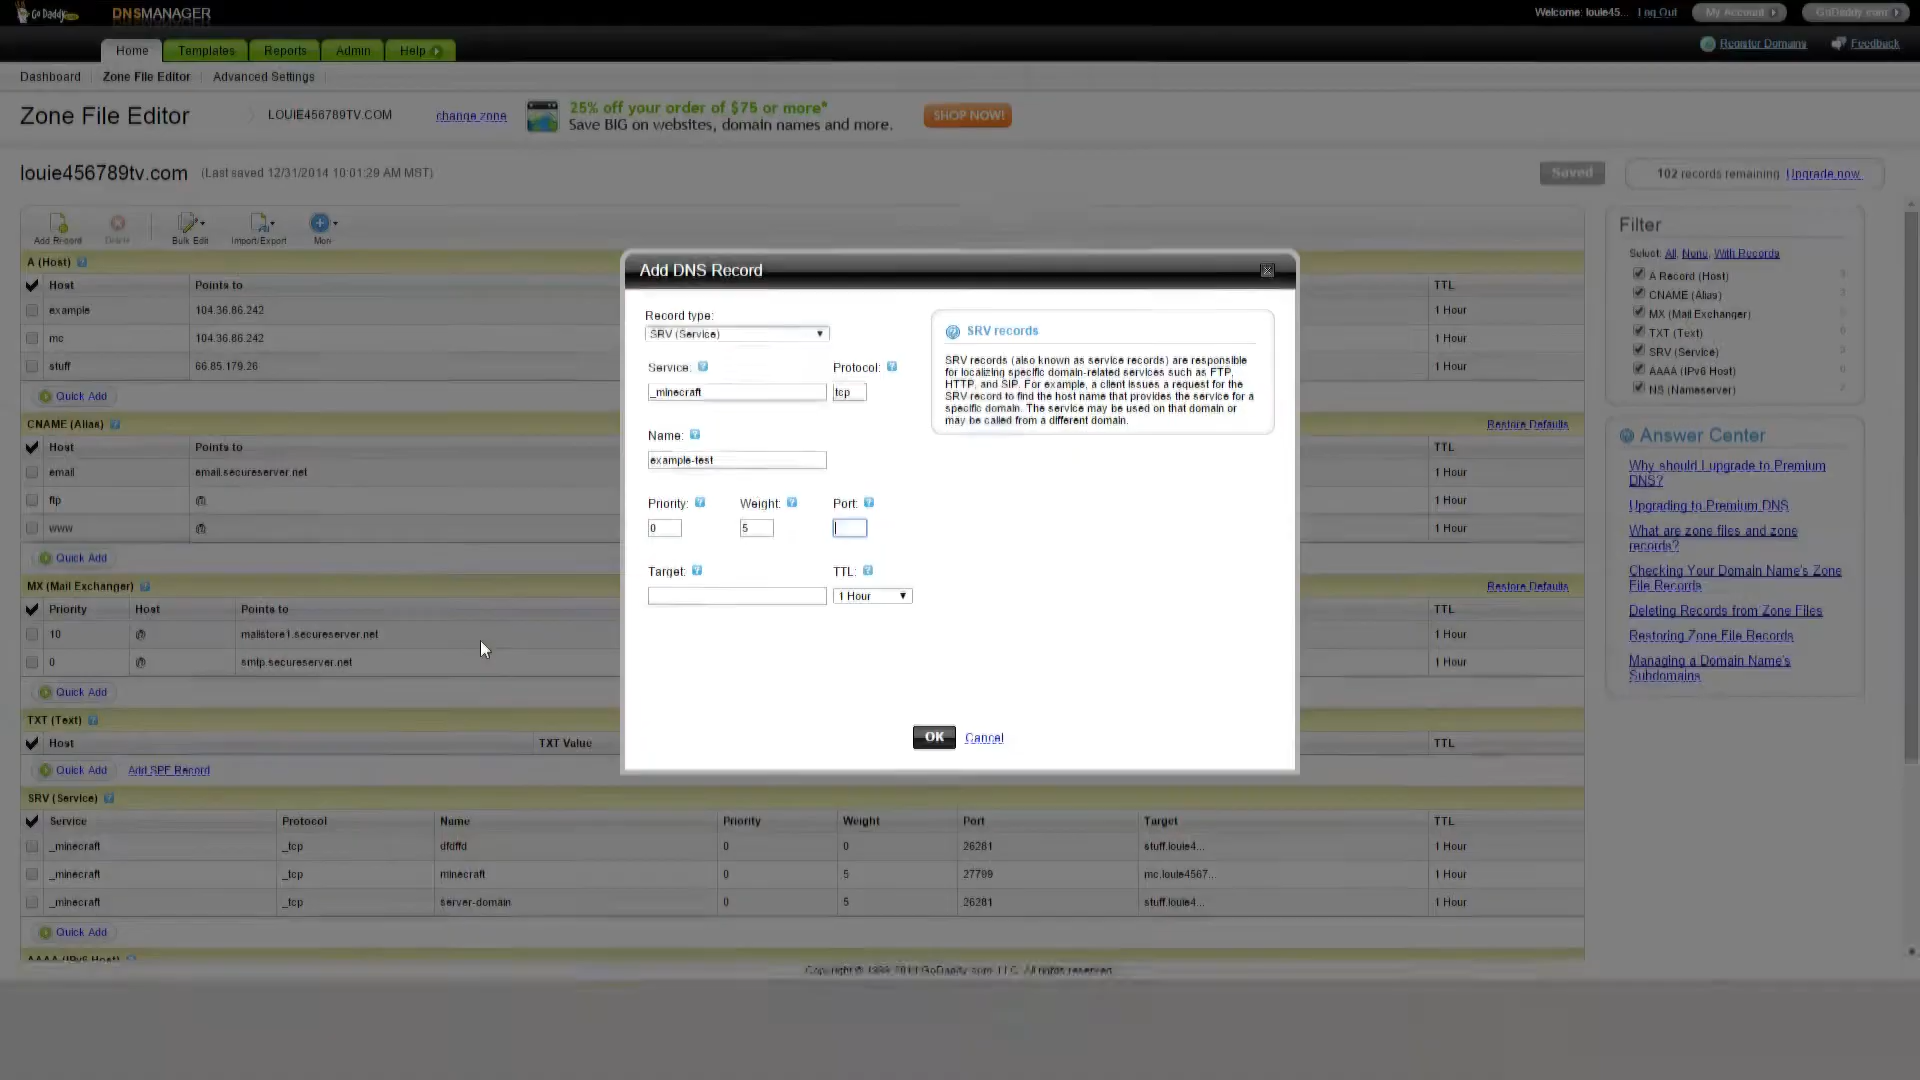 Go Daddy DNSMANAGER Welcome: louie45... Log Out My Account GoDaddy.com
Home Templates Reports Admin Help Register Domains Feedback
Dashboard Zone File Editor Advanced Settings
Zone File Editor LOUIE456789TV.COM change zone
25% off your order of $75 or more*
Save BIG on websites, domain names and more.
SHOP NOW!
louie456789tv.com (Last saved 12/31/2014 10:01:29 AM MST) Saved 102 records remaining Upgrade now
Add Record Delete Bulk Edit Import/Export More
A (Host)
Host Points to TTL
example 104.36.86.242 1 Hour
mc 104.36.86.242 1 Hour
stuff 66.85.179.26 1 Hour
Quick Add
CNAME (Alias) Restore Defaults
Host Points to TTL
email email.secureserver.net 1 Hour
ftp @ 1 Hour
www @ 1 Hour
Quick Add
MX (Mail Exchanger) Restore Defaults
Priority Host Points to TTL
10 @ mailstore1.secureserver.net 1 Hour
0 @ smtp.secureserver.net 1 Hour
Quick Add
TXT (Text)
Host TXT Value TTL
Quick Add Add SPF Record
SRV (Service)
Service Protocol Name Priority Weight Port Target TTL
_minecraft _tcp dfdffd 0 0 26281 stuff.louie4... 1 Hour
_minecraft _tcp minecraft 0 5 27799 mc.louie4567... 1 Hour
_minecraft _tcp server-domain 0 5 26281 stuff.louie4... 1 Hour
Quick Add
AAAA (IPv6 Host)
Add DNS Record
Record type:
SRV (Service)
Service: Protocol:
_minecraft tcp
Name:
example-test
Priority: Weight: Port:
0 5
Target: TTL:
1 Hour
OK Cancel
SRV records
SRV records (also known as service records) are responsible
for localizing specific domain-related services such as FTP,
HTTP, and SIP. For example, a client issues a request for the
SRV record to find the host name that provides the service for a
specific domain. The service may be used on that domain or
may be called from a different domain.
Filter
Select: All, None, With Records
A Record (Host) 3
CNAME (Alias) 3
MX (Mail Exchanger) 2
TXT (Text) 0
SRV (Service) 3
AAAA (IPv6 Host) 0
NS (Nameserver) 2
Answer Center
Why should I upgrade to Premium
DNS?
Upgrading to Premium DNS
What are zone files and zone
records?
Checking Your Domain Name's Zone
File Records
Deleting Records from Zone Files
Restoring Zone File Records
Managing a Domain Name's
Subdomains
GoDaddy.com, LLC. All rights reserved.